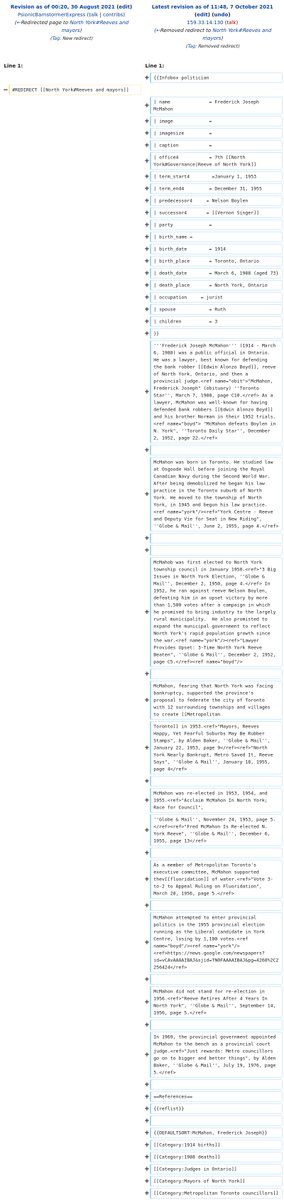 Revision as of 00:20, 30 August 2021 (edit)
PsocnicBarnstormerExpress (talk | contribs)
(←Redirected page to North York#Reeves and
mayors)
(Tag: New redirect)
Latest revision as of 11:48, 7 October 2021
(edit) (undo)
159.33.14.130 (talk)
(←Removed redirect to North York#Reeves and
mayors)
(Tag: Removed redirect)
Line 1:
Line 1:
+ {{Infobox politician
− #REDIRECT [[North York#Reeves and mayors]]
+ | name = Frederick Joseph
McMahon
+ | image =
+ | imagesize =
+ | caption =
+ | office4 = 7th [[North
York#Governance|Reeve of North York]]
+ | term_start4 =January 1, 1953
+ | term_end4 = December 31, 1955
+ | predecessor4 = Nelson Boylen
+ | successor4 = [[Vernon Singer]]
+ | party =
+ | birth_name =
+ | birth_date = 1914
+ | birth_place = Toronto, Ontario
+ | death_date = March 6, 1988 (aged 73)
+ | death_place = North York, Ontario
+ | occupation = jurist
+ | spouse = Ruth
+ | children = 3
+ }}
+ '''Frederick Joseph McMahon''' (1914 - March
6, 1988) was a public official in Ontario.
He was a lawyer, best known for defending
the bank robber [[Edwin Alonzo Boyd]], reeve
of North York, Ontario, and then a
provincial judge.<ref name="obit">"McMahon,
Frederick Joseph" (obituary) ''Toronto
Star'', March 7, 1988, page C10.</ref> As a
lawyer, McMahon was well-known for having
defended bank robbers [[Edwin Alonzo Boyd]]
and his brother Norman in their 1952 trials.
<ref name="boyd"> "McMahon defeats Boylen in
N. York", ''Toronto Daily Star'', December
2, 1952, page 22.</ref>
+
+ McMahon was born in Toronto. He studied law
at Osgoode Hall before joining the Royal
Canadian Navy during the Second World War.
After being demobilized he began his law
practice in the Toronto suburb of North
York. He moved to the township of North
York, in 1945 and began his law practice.
<ref name="york"/><ref>"York Centre - Reeve
and Deputy Vie for Seat in New Riding",
''Globe & Mail'', June 2, 1955, page 4.</ref>
+
+
+ McMahob was first elected to North York
township council in January 1950.<ref>"3 Big
Issues in North York Election, ''Globe &
Mail'', December 2, 1950, page 4.</ref> In
1952, he ran against reeve Nelson Boylen,
defeating him in an upset victory by more
than 1,500 votes after a campaign in which
he promised to bring industry to the largely
rural municipality. He also promised to
expand the municipal government to reflect
North York's rapid population growth since
the war.<ref name="york"/><ref>"Lawyer
Provides Upset: 3-Time North York Reeve
Beaten", ''Globe & Mail'', December 2, 1952,
page C5.</ref><ref name="boyd"/>
+
+ McMahon, fearing that North York was facing
bankruptcy, supported the province's
proposal to federate the city of Toronto
with 12 surrounding townships and villages
to create [[Metropolitan
+ Toronto]] in 1953.<ref>"Mayors, Reeves
Happy, Yet Fearful Suburbs May Be Rubber
Stamps", by Alden Baker, ''Globe & Mail'',
January 22, 1953, page 9</ref><ref>"North
York Nearly Bankrupt, Metro Saved It, Reeve
Says", ''Globe & Mail'', January 18, 1955,
page 4</ref>
+
+ McMahon was re-elected in 1953, 1954, and
1955.<ref>"Acclaim McMahon In North York;
Race for Council",
+ ''Globe & Mail'', November 24, 1953, page 5.
</ref><ref>"Fred McMahon Is Re-elected N.
York Reeve", ''Globe & Mail'', December 6,
1955, page 13</ref>
+
+ As a member of Metropolitan Toronto's
executive committee, McMahon supported
the[[fluoridation]] of water.<ref>"Vote 3-
to-2 to Appeal Ruling on Fluoridation",
March 28, 1956, page 5.</ref>
+
+ McMahon attempted to enter provincial
politics in the 1955 provincial election
running as the Liberal candidate in York
Centre, losing by 1,100 votes.<ref
name="boyd"/><ref name="york"/>
+
+ McMahon did not stand for re-election in
1956.<ref>"Reeve Retires After 4 Years In
North York", ''Globe & Mail'', September 14,
1956, page 5.</ref>
+
+ the provincial government appointed
McMahon to the bench as a provincial court
judge.<ref>"Just rewards: Metro councillors
go on to bigger and better things", by Alden
Baker, ''Globe & Mail'', July 19, 1976, page
5.</ref>
+
+ ==References==
+ {{reflist}}
+
+ {{DEFAULTSORT:McMahon, Frederick Joseph}}
+ [[Category:1914 births]]
+ [[Category:1988 deaths]]
+ [[Category:Judges in Ontario]]
+ [[Category:Mayors of North York]]
+ [[Category:Metropolitan Toronto councillors]]